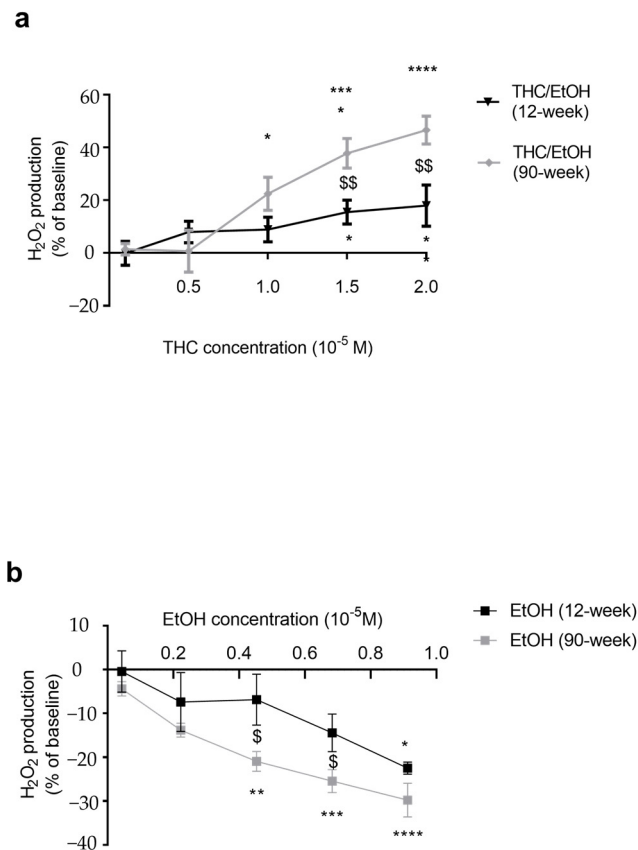 a
****
***
*
*
60
40
20
0
−20
H2O2 production
(% of baseline)
$$
$$
*
*
*
0.5 1.0 1.5 2.0
THC concentration (10-5 M)
THC/EtOH
(12-week)
THC/EtOH
(90-week)
b
EtOH concentration (10-5M)
10
0
−10
−20
−30
−40
0.2 0.4 0.6 0.8 1.0
H2O2 production
(% of baseline)
$
$
*
**
***
****
EtOH (12-week)
EtOH (90-week)